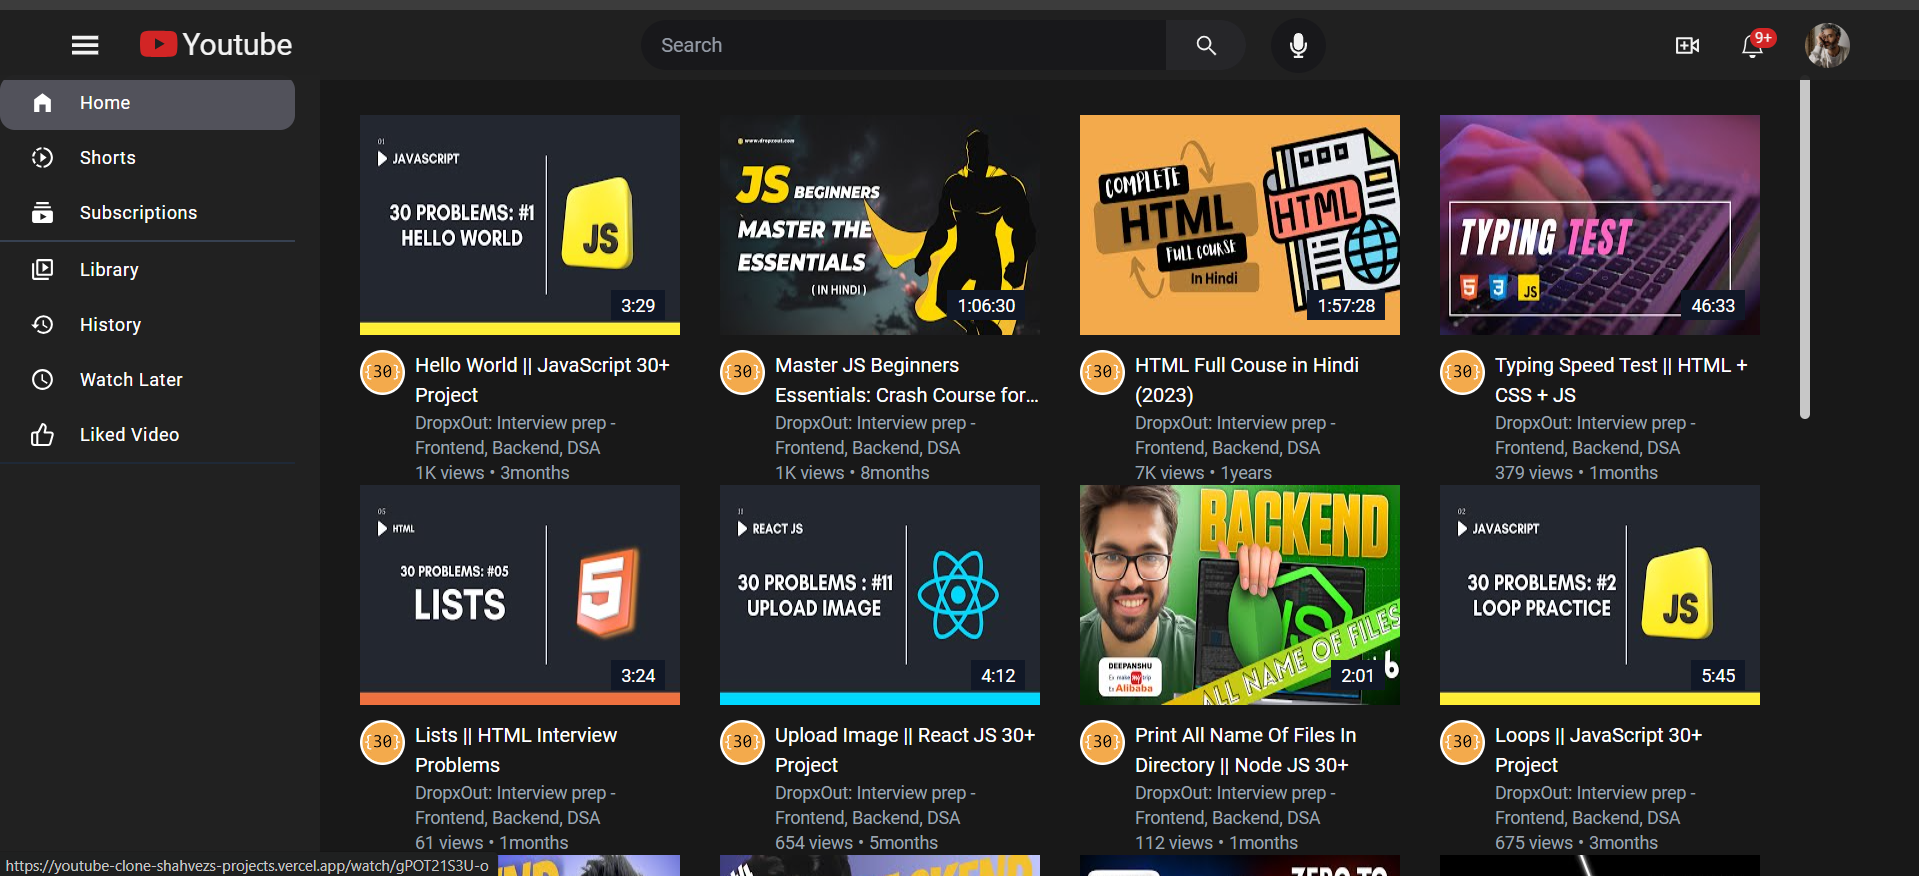 Youtube
Search
9+
Home
Shorts
Subscriptions
Library
History
Watch Later
Liked Video
01
JAVASCRIPT
30 PROBLEMS: #1
HELLO WORLD
JS
3:29
www.dropxout.com
JS BEGINNERS
MASTER THE
ESSENTIALS
( IN HINDI )
1:06:30
COMPLETE
HTML
FULL COURSE
In Hindi
HTML
1:57:28
TYPING TEST
5 3 JS
46:33
{30}
Hello World || JavaScript 30+
Project
DropxOut: Interview prep -
Frontend, Backend, DSA
1K views • 3months
{30}
Master JS Beginners
Essentials: Crash Course for...
DropxOut: Interview prep -
Frontend, Backend, DSA
1K views • 8months
{30}
HTML Full Couse in Hindi
(2023)
DropxOut: Interview prep -
Frontend, Backend, DSA
7K views • 1years
{30}
Typing Speed Test || HTML +
CSS + JS
DropxOut: Interview prep -
Frontend, Backend, DSA
379 views • 1months
05
HTML
30 PROBLEMS: #05
LISTS
5
3:24
11
REACT JS
30 PROBLEMS : #11
UPLOAD IMAGE
4:12
BACKEND
JS
ALL NAME OF FILES
DEEPANSHU
Ex make my trip
Ex Alibaba
2:01
02
JAVASCRIPT
30 PROBLEMS: #2
LOOP PRACTICE
JS
5:45
{30}
Lists || HTML Interview
Problems
DropxOut: Interview prep -
Frontend, Backend, DSA
61 views • 1months
{30}
Upload Image || React JS 30+
Project
DropxOut: Interview prep -
Frontend, Backend, DSA
654 views • 5months
{30}
Print All Name Of Files In
Directory || Node JS 30+
DropxOut: Interview prep -
Frontend, Backend, DSA
112 views • 1months
{30}
Loops || JavaScript 30+
Project
DropxOut: Interview prep -
Frontend, Backend, DSA
675 views • 3months
https://youtube-clone-shahvezs-projects.vercel.app/watch/gPOT21S3U-o
BACKEND
ZERO TO